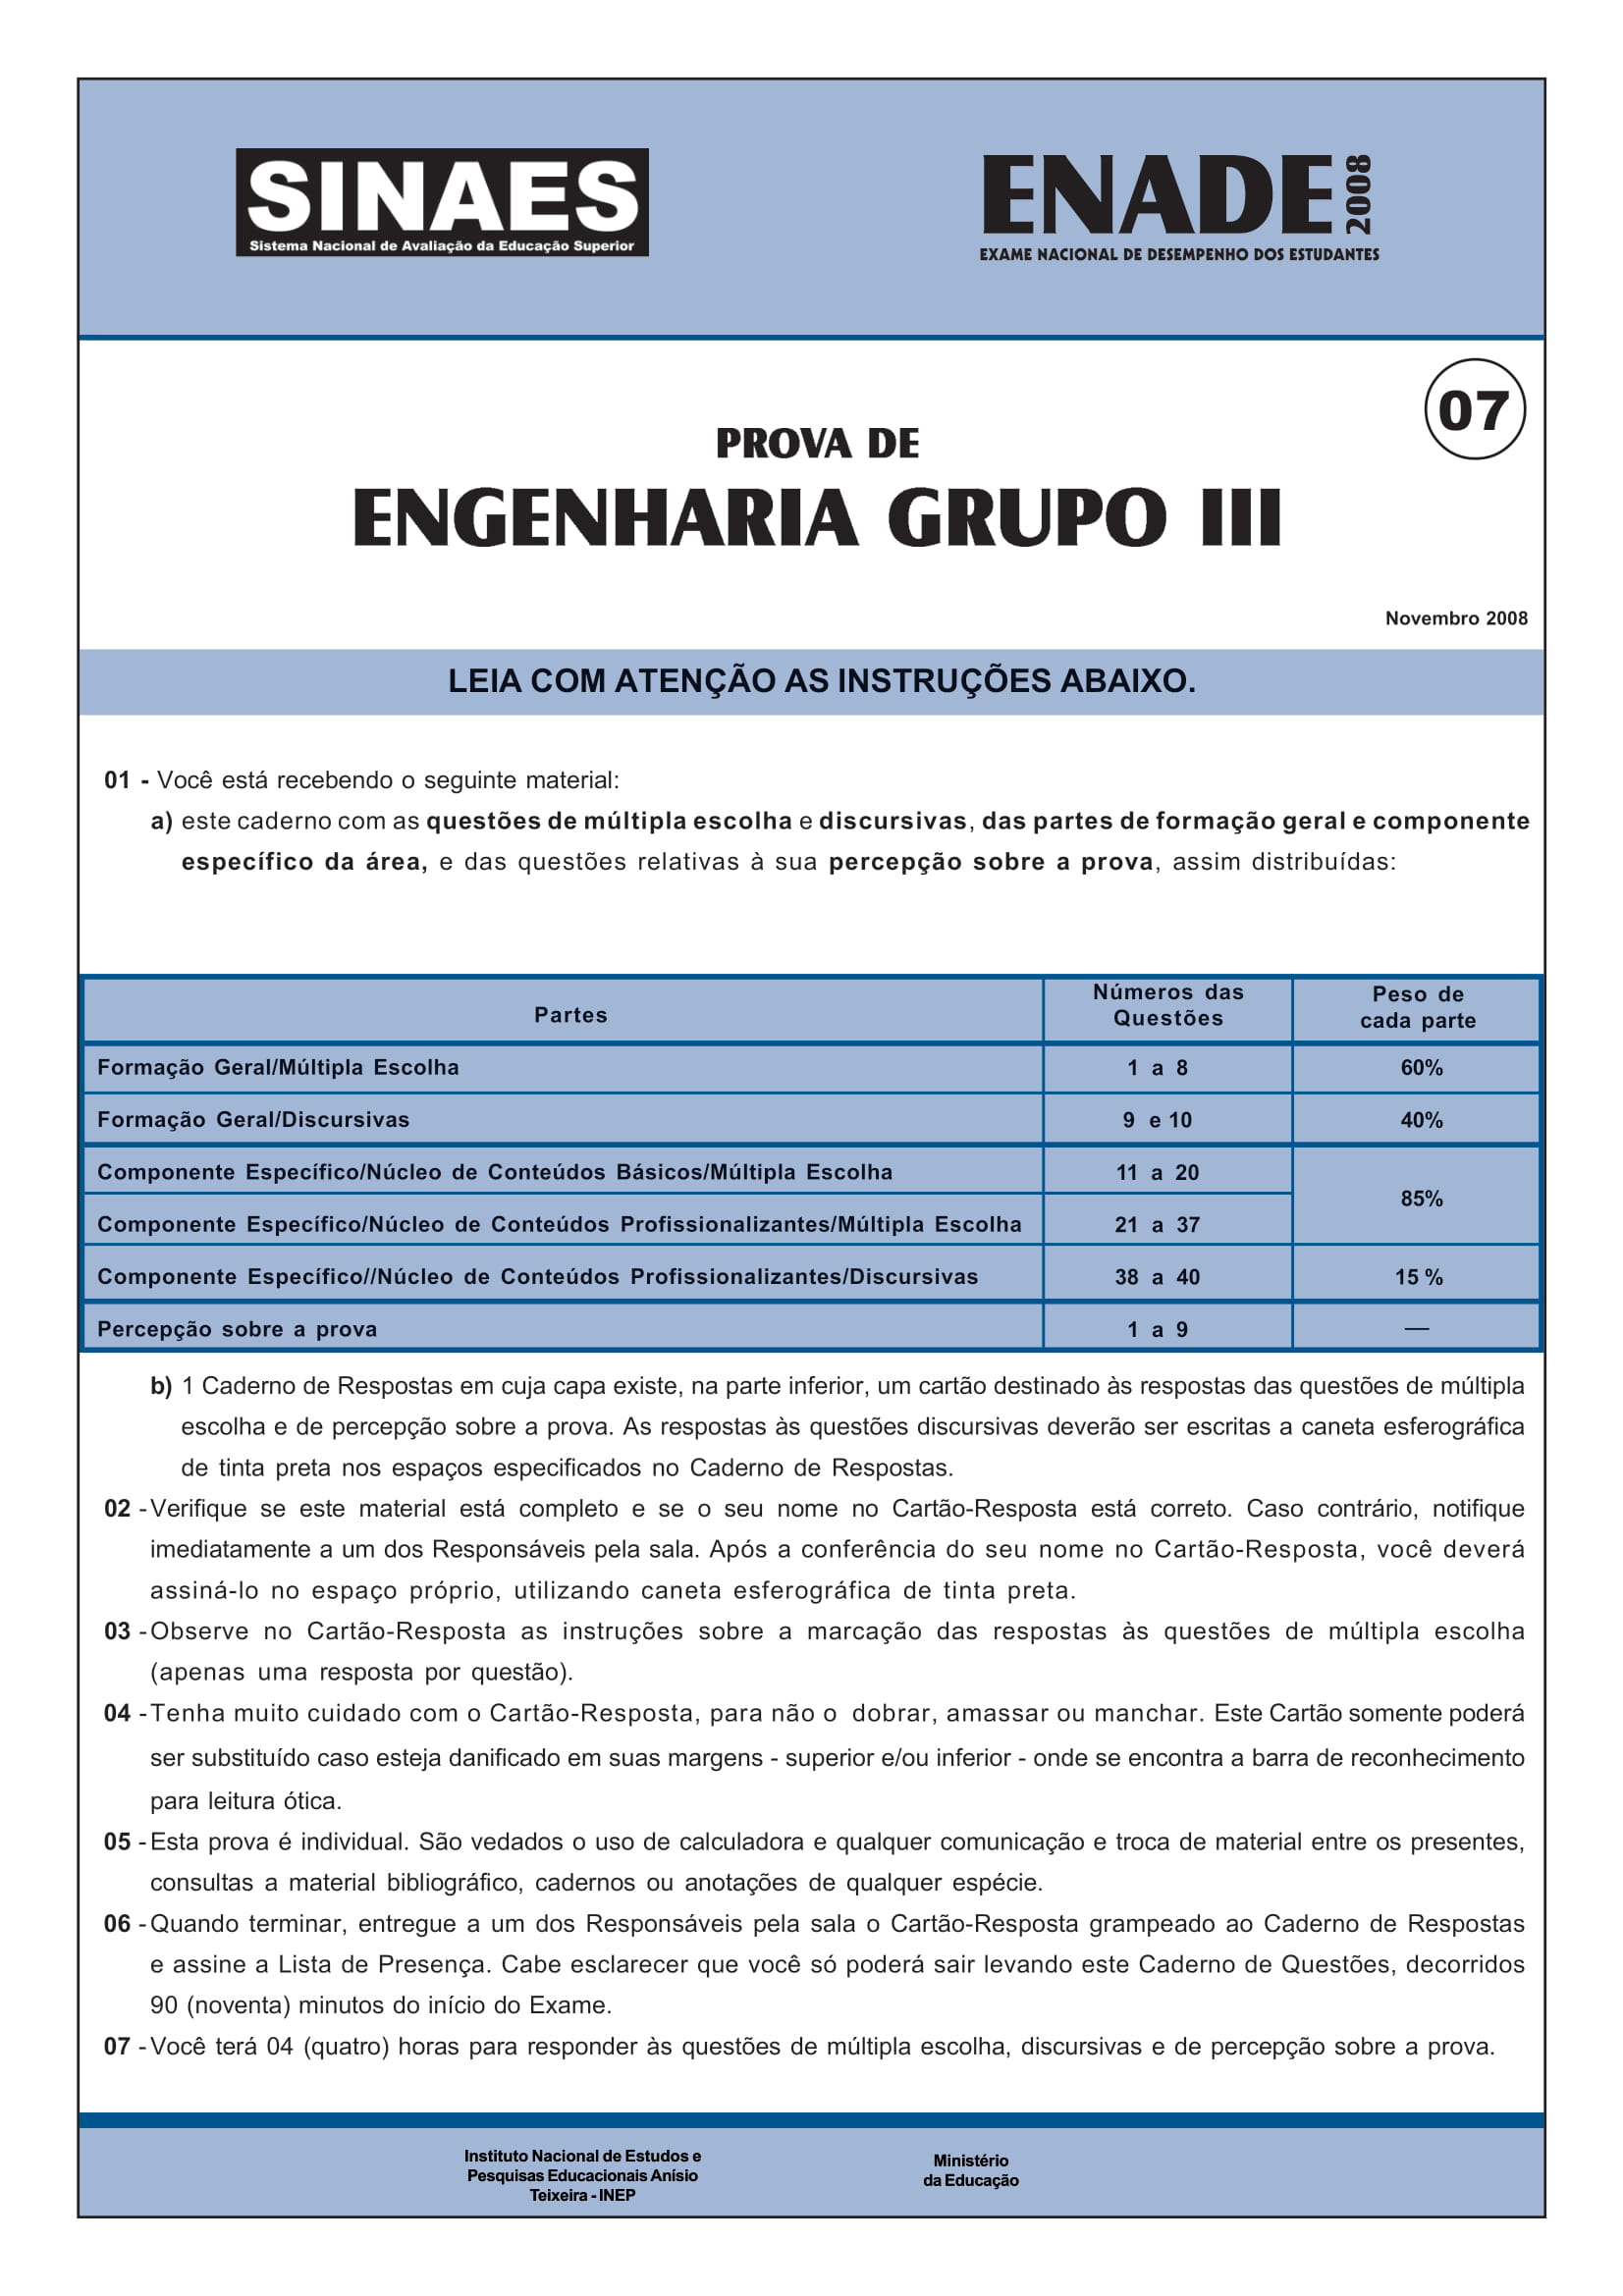 SINAES
Sistema Nacional de Avaliação da Educação Superior
ENADE 2008
EXAME NACIONAL DE DESEMPENHO DOS ESTUDANTES
07
PROVA DE
ENGENHARIA GRUPO III
Novembro 2008
LEIA COM ATENÇÃO AS INSTRUÇÕES ABAIXO.
01 - Você está recebendo o seguinte material:
a) este caderno com as questões de múltipla escolha e discursivas, das partes de formação geral e componente
específico da área, e das questões relativas à sua percepção sobre a prova, assim distribuídas:
Partes
Números das
Questões
Peso de
cada parte
Formação Geral/Múltipla Escolha 1 a 8 60%
Formação Geral/Discursivas 9 e 10 40%
Componente Específico/Núcleo de Conteúdos Básicos/Múltipla Escolha 11 a 20
85%
Componente Específico/Núcleo de Conteúdos Profissionalizantes/Múltipla Escolha 21 a 37
Componente Específico//Núcleo de Conteúdos Profissionalizantes/Discursivas 38 a 40 15 %
Percepção sobre a prova 1 a 9 —
b) 1 Caderno de Respostas em cuja capa existe, na parte inferior, um cartão destinado às respostas das questões de múltipla
escolha e de percepção sobre a prova. As respostas às questões discursivas deverão ser escritas a caneta esferográfica
de tinta preta nos espaços especificados no Caderno de Respostas.
02 - Verifique se este material está completo e se o seu nome no Cartão-Resposta está correto. Caso contrário, notifique
imediatamente a um dos Responsáveis pela sala. Após a conferência do seu nome no Cartão-Resposta, você deverá
assiná-lo no espaço próprio, utilizando caneta esferográfica de tinta preta.
03 - Observe no Cartão-Resposta as instruções sobre a marcação das respostas às questões de múltipla escolha
(apenas uma resposta por questão).
04 - Tenha muito cuidado com o Cartão-Resposta, para não o dobrar, amassar ou manchar. Este Cartão somente poderá
ser substituído caso esteja danificado em suas margens - superior e/ou inferior - onde se encontra a barra de reconhecimento
para leitura ótica.
05 - Esta prova é individual. São vedados o uso de calculadora e qualquer comunicação e troca de material entre os presentes,
consultas a material bibliográfico, cadernos ou anotações de qualquer espécie.
06 - Quando terminar, entregue a um dos Responsáveis pela sala o Cartão-Resposta grampeado ao Caderno de Respostas
e assine a Lista de Presença. Cabe esclarecer que você só poderá sair levando este Caderno de Questões, decorridos
90 (noventa) minutos do início do Exame.
07 - Você terá 04 (quatro) horas para responder às questões de múltipla escolha, discursivas e de percepção sobre a prova.
Instituto Nacional de Estudos e
Pesquisas Educacionais Anísio
Teixeira - INEP
Ministério
da Educação